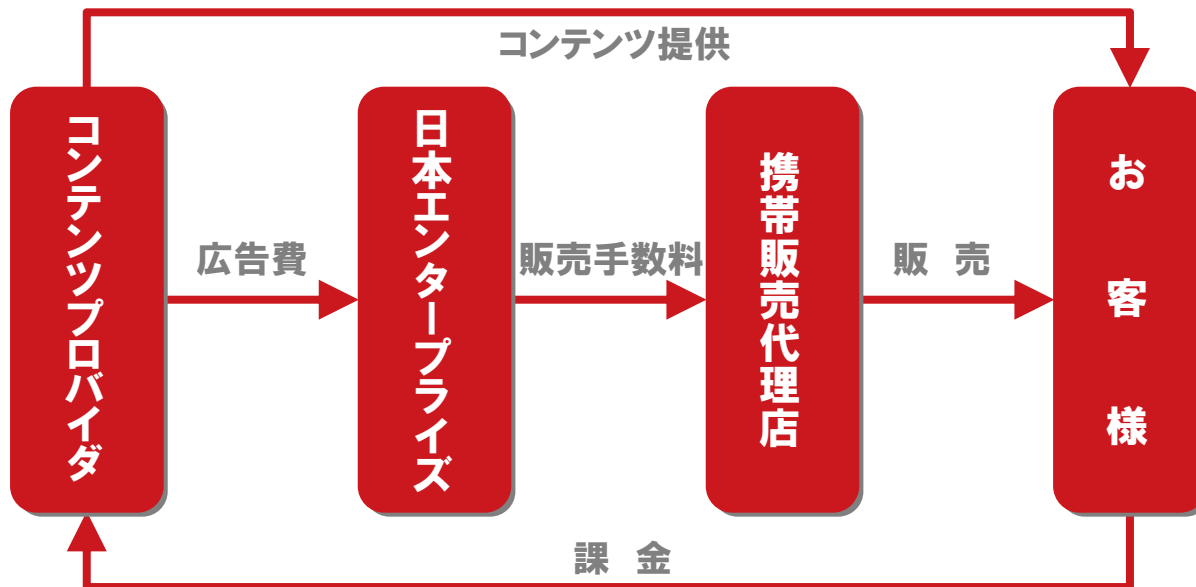 コンテンツ提供
コンテンツプロバイダ
広告費
日本エンタープライズ
販売手数料
携帯販売代理店
販 売
お客様
課 金